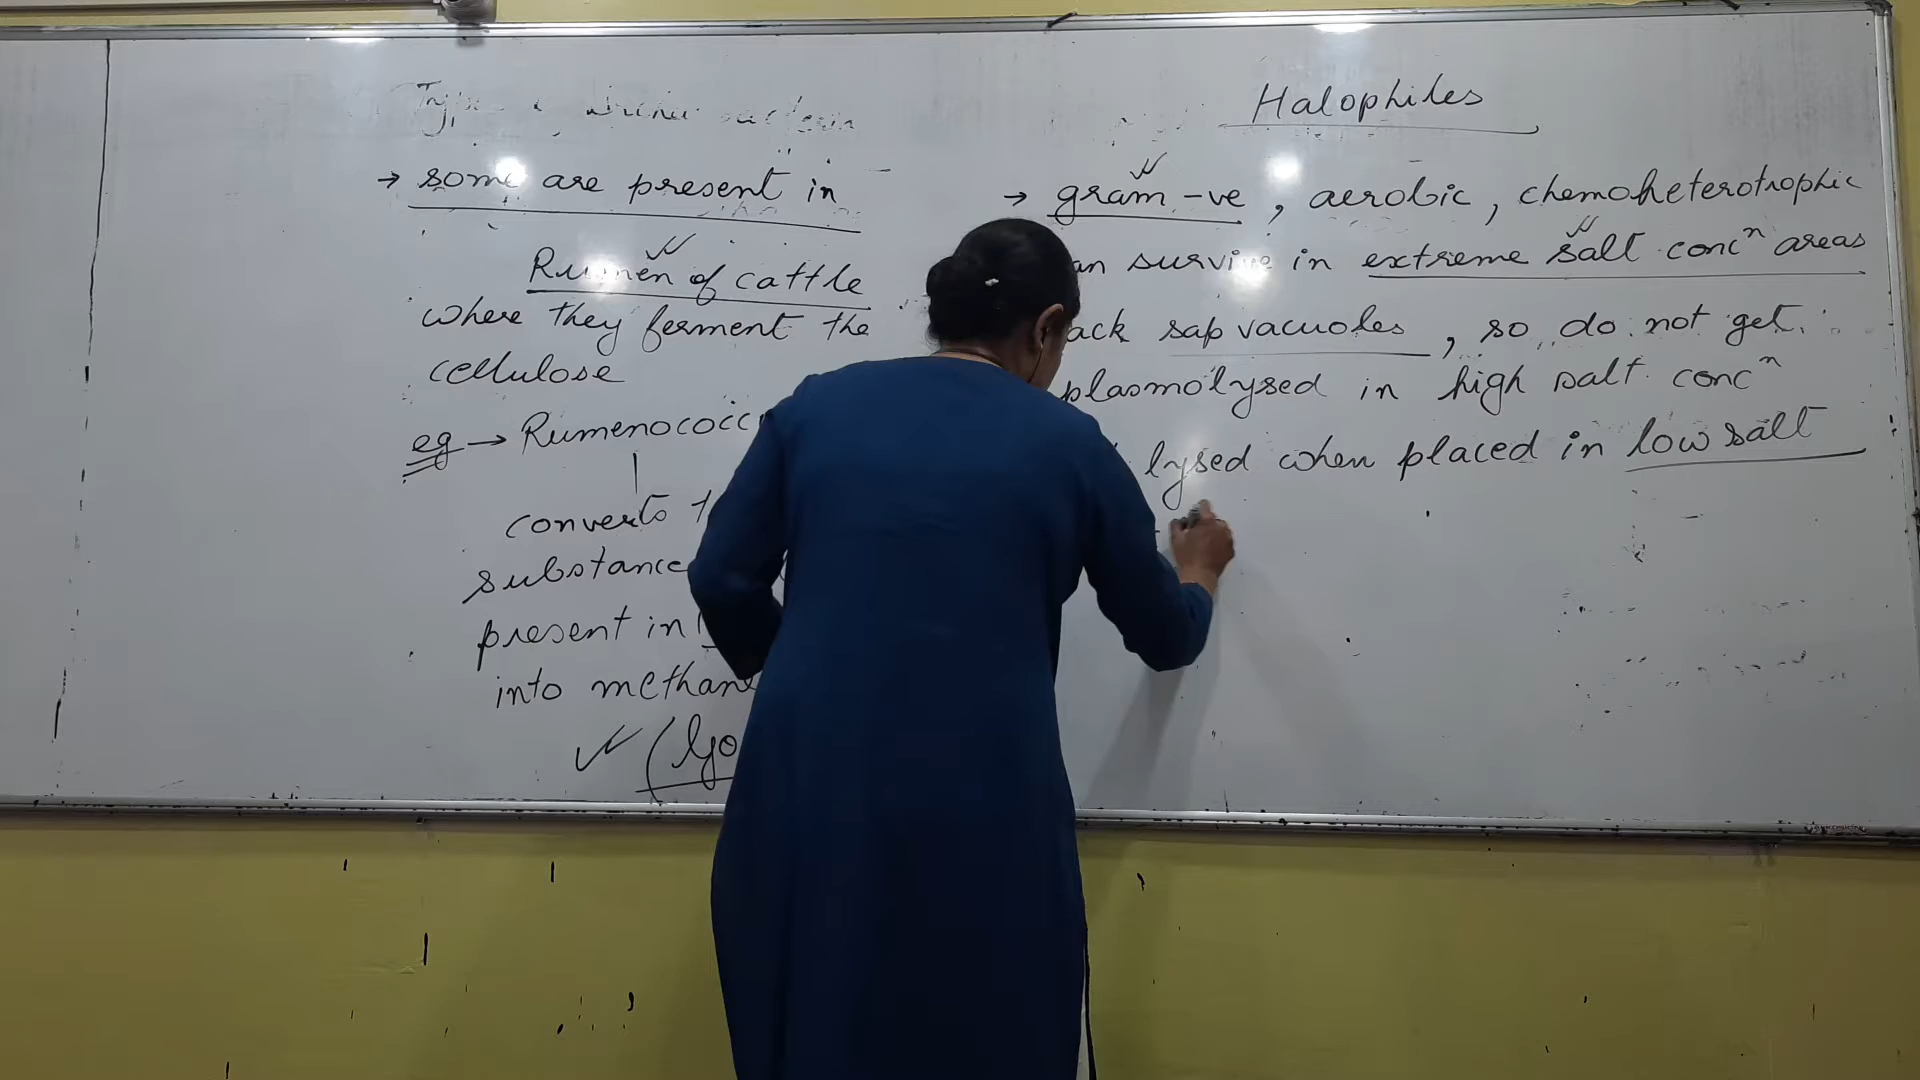 → some are present in
Rumen of cattle
where they ferment the
cellulose
eg → Rumenococc
converts
substance
present in
into methane
(Go
Halophiles
→ gram -ve, aerobic, chemoheterotrophic
an survive in extreme salt concⁿ areas
ack sap vacuoles, so do not get
plasmolysed in high salt concⁿ
lysed when placed in low salt